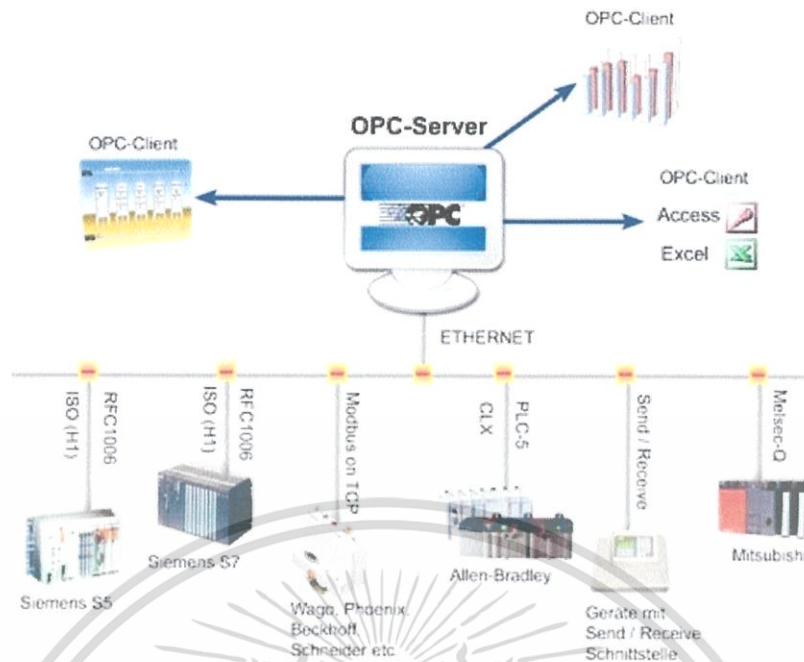 OPC-Client
OPC-Server
OPC-Client
OPC-Client
Access
Excel
OPC
ETHERNET
RFC1006
ISO (H1)
RFC1006
ISO (H1)
Modbus on TCP
PLC-5
CLX
Send / Receive
Melsec-Q
Siemens S5
Siemens S7
Wago, Phoenix,
Beckhoff,
Schneider etc
Allen-Bradley
Geräte mit
Send / Receive
Schnittstelle
Mitsubish